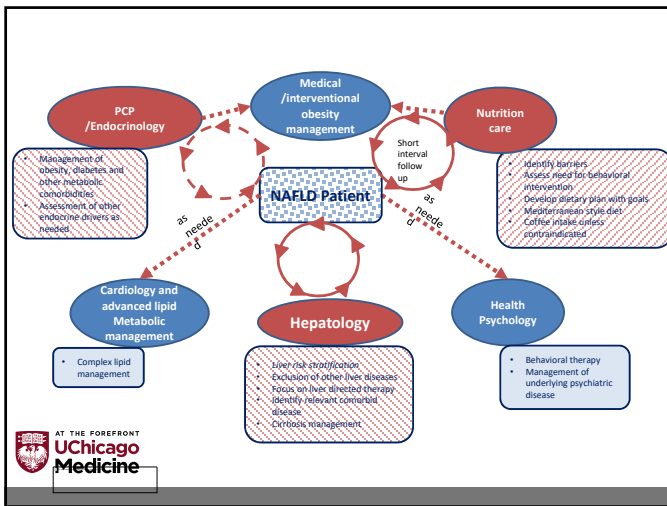 Medical
/interventional
obesity
management
PCP
/Endocrinology
Nutrition
care
• Management of
obesity, diabetes and
other metabolic
comorbidities
• Assessment of other
endocrine drivers as
needed
Short
interval
follow
up
• Identify barriers
• Assess need for behavioral
intervention
• Develop dietary plan with goals
• Mediterranean style diet
• Coffee intake unless
contraindicated
NAFLD Patient
as
neede
d
as
neede
d
Cardiology and
advanced lipid
Metabolic
management
Hepatology
Health
Psychology
• Complex lipid
management
• Liver risk stratification
• Exclusion of other liver diseases
• Focus on liver directed therapy
• Identify relevant comorbid
disease
• Cirrhosis management
• Behavioral therapy
• Management of
underlying psychiatric
disease
AT THE FOREFRONT
UChicago
Medicine